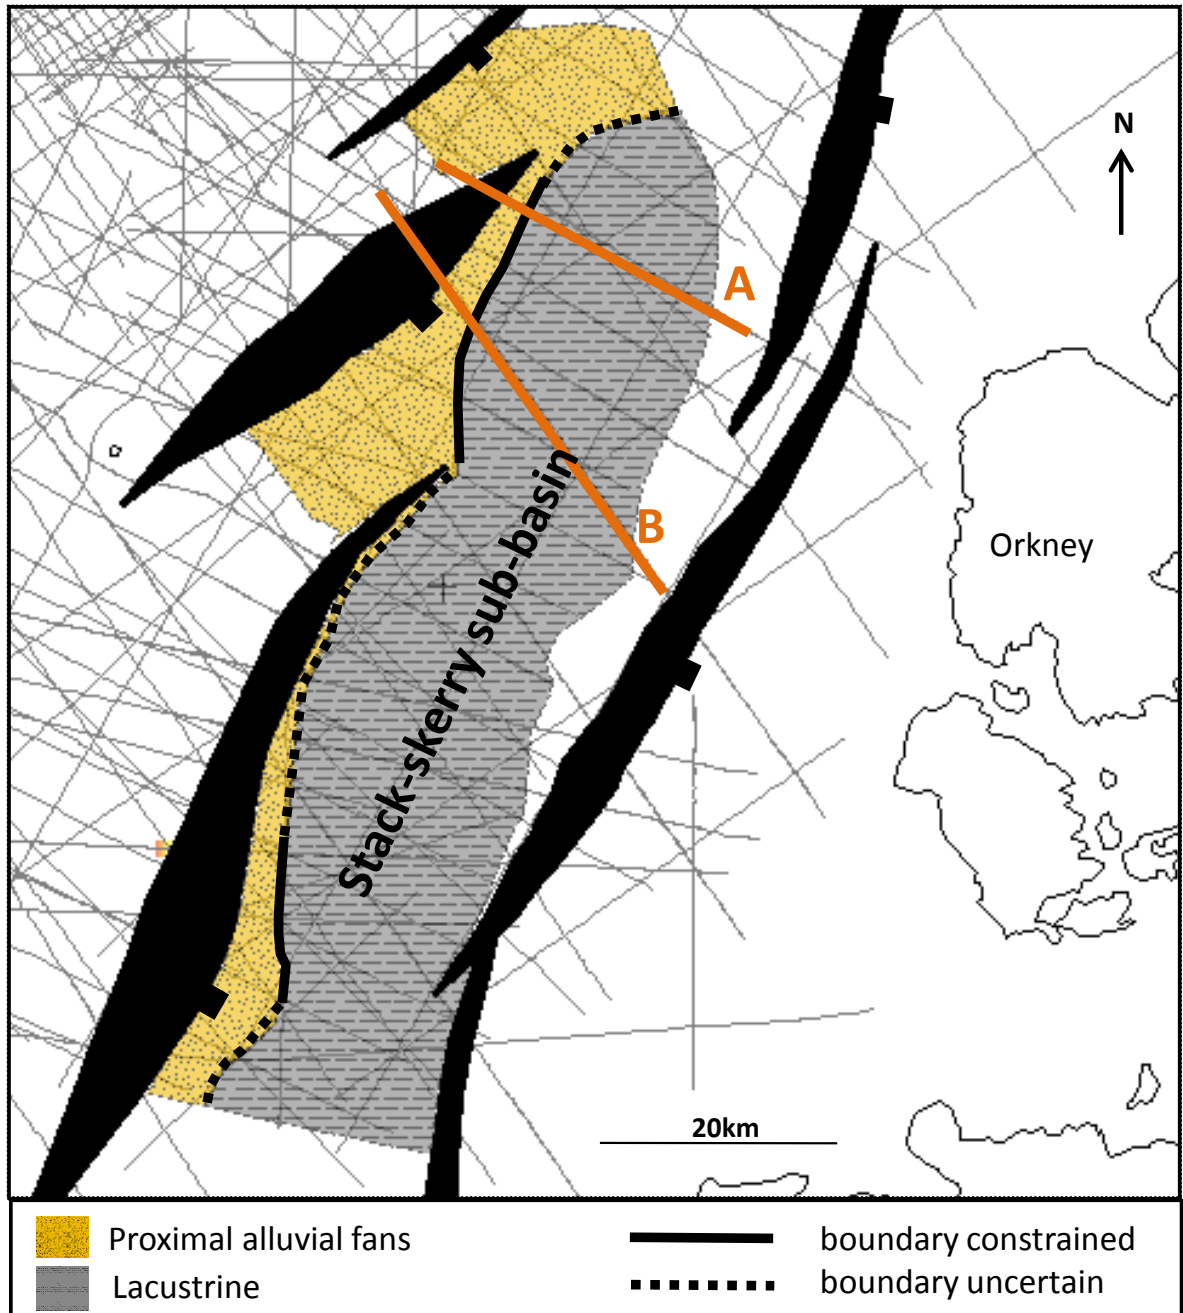 N
A
B
Orkney
Stack-skerry sub-basin
20km
Proximal alluvial fans
boundary constrained
Lacustrine
boundary uncertain